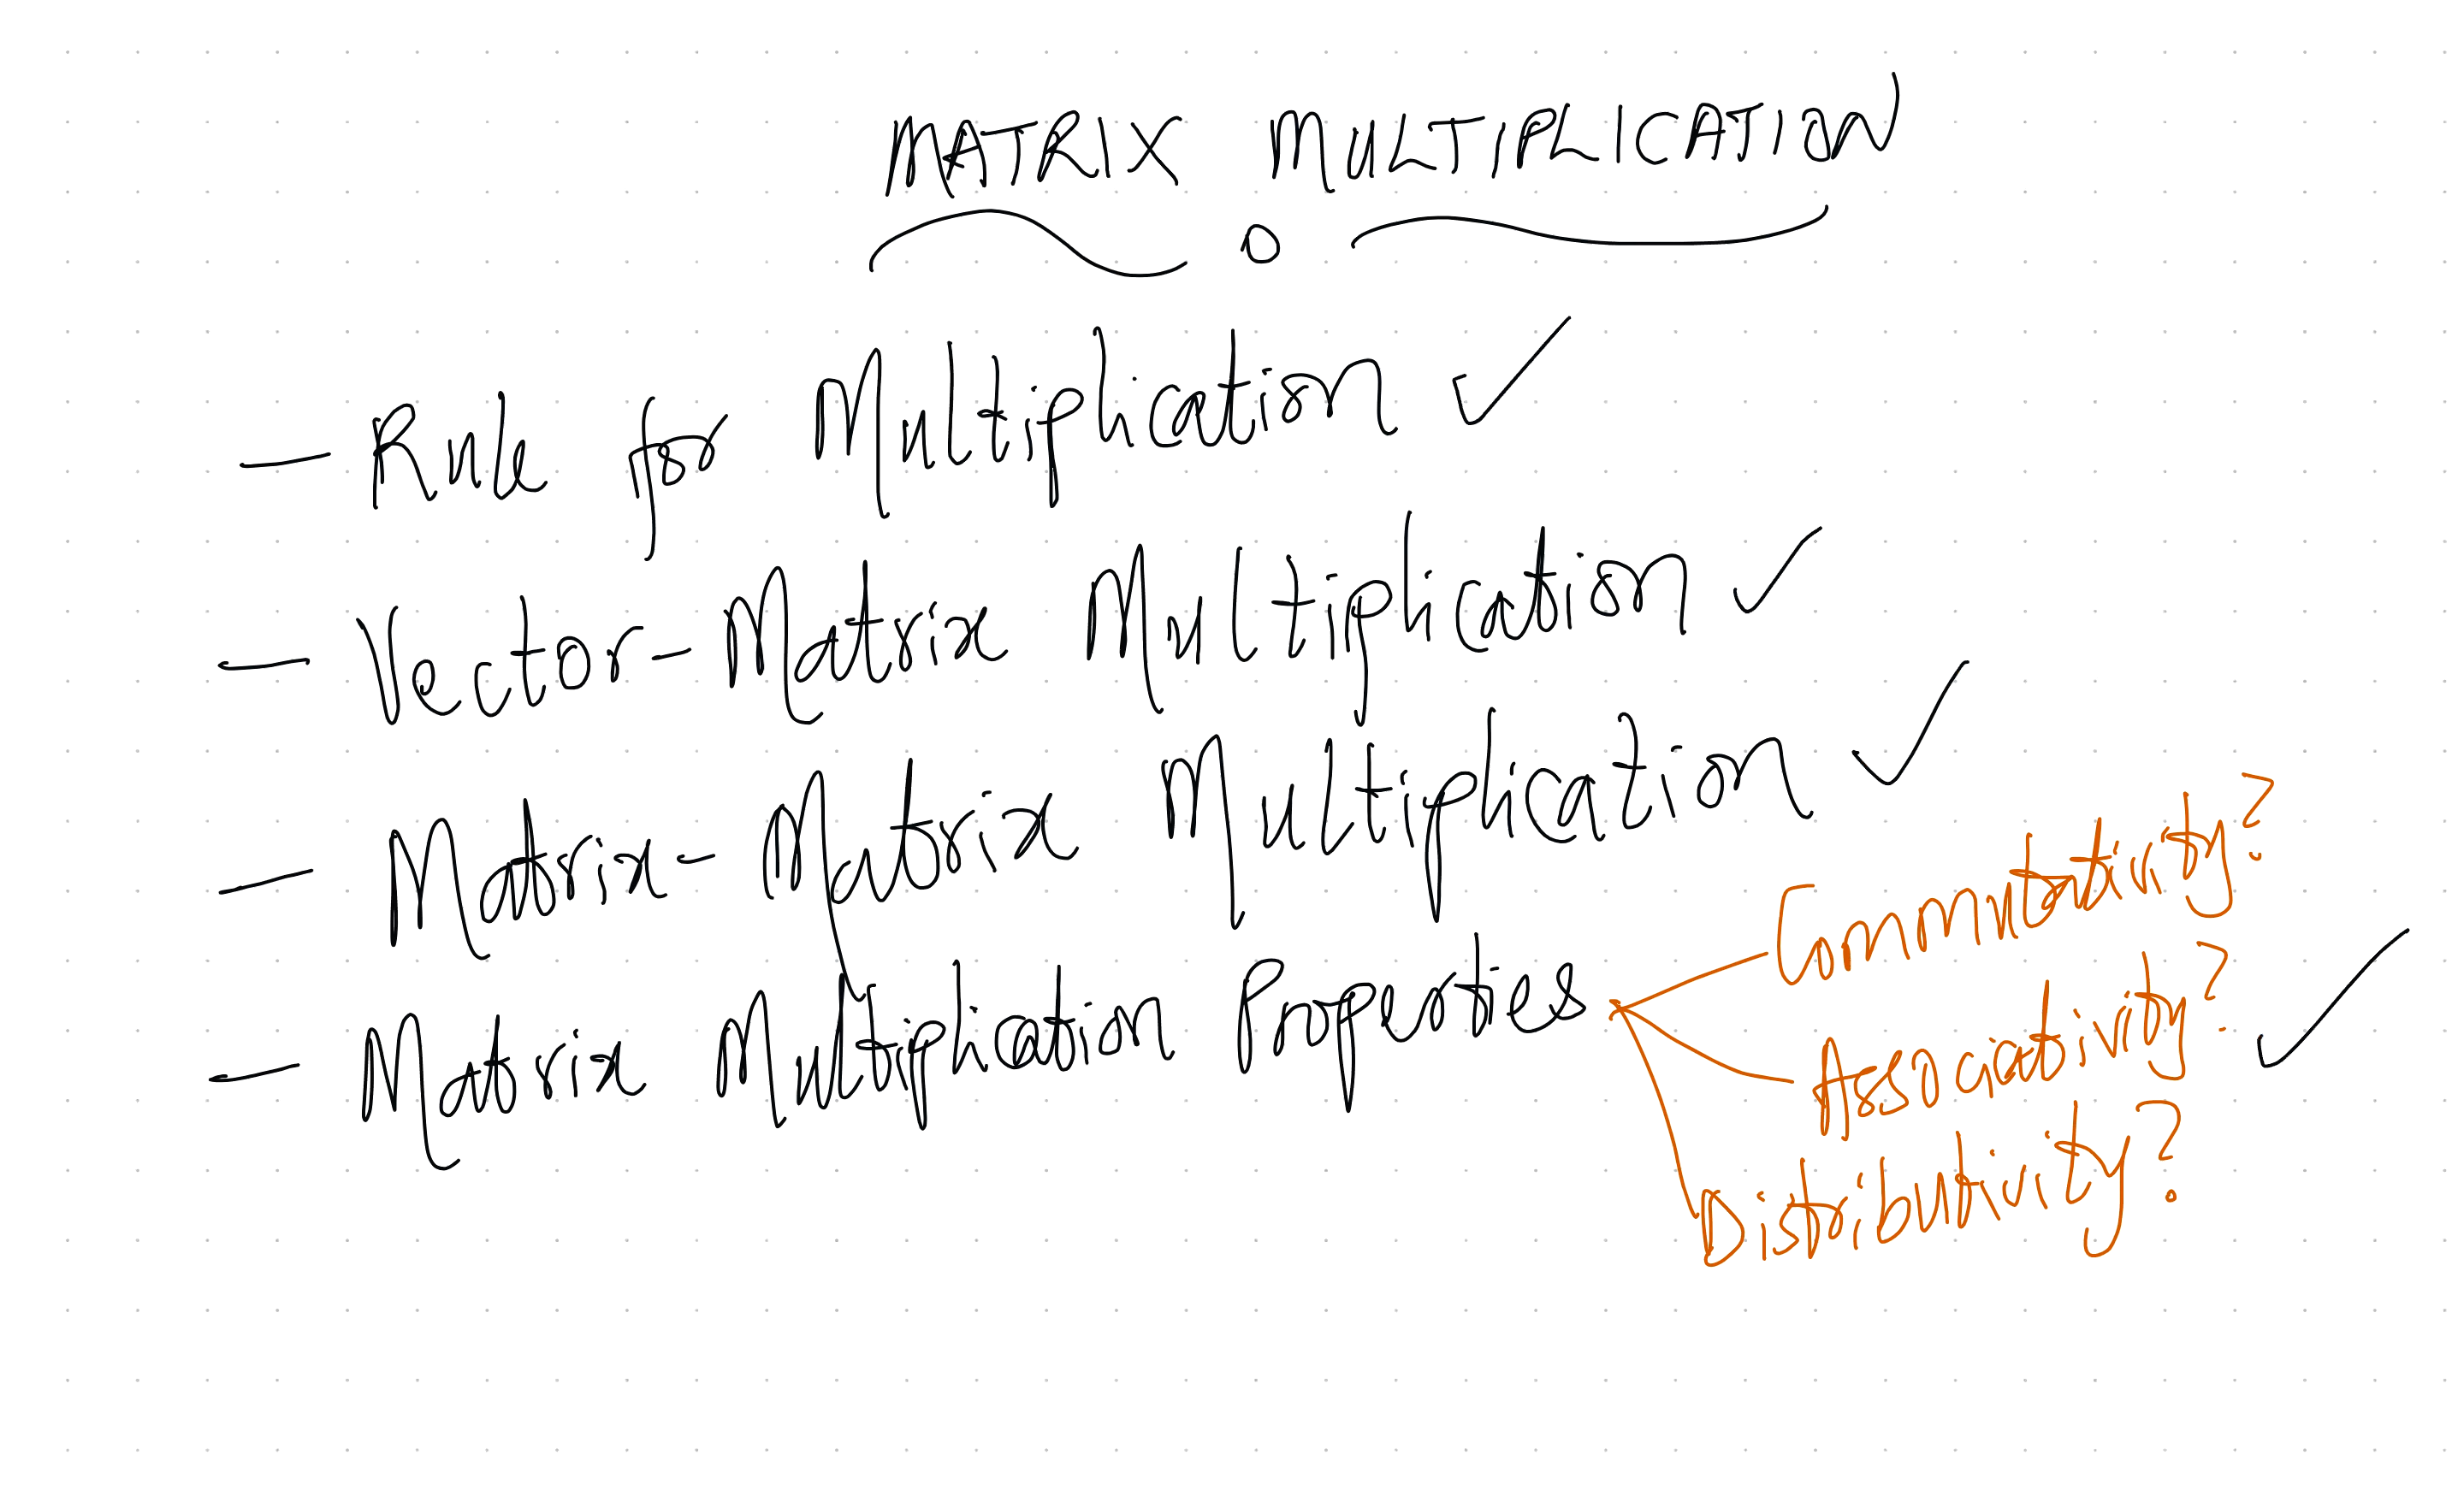 MATRIX MULTIPLICATION
— Rule for Multiplication ✓
— Vector-Matrix Multiplication ✓
— Matrix-Matrix Multiplication ✓
— Matrix Multiplication Properties
Commutativity?
Associativity?
Distributivity? ✓